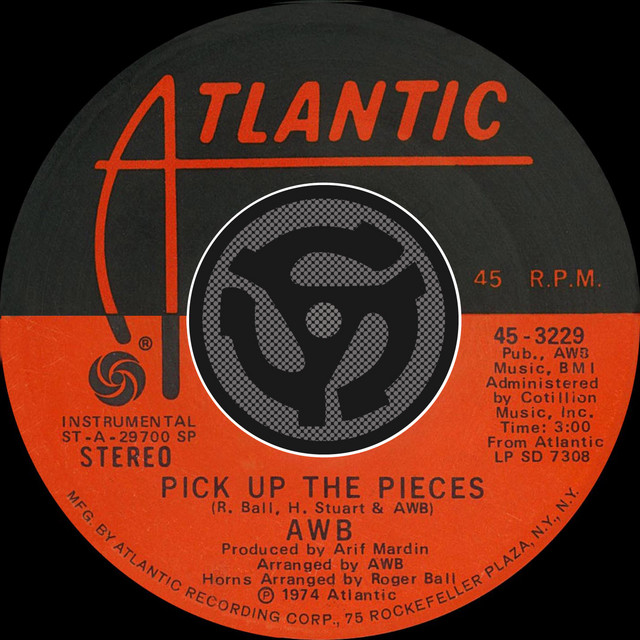 ATLANTIC
45 R.P.M.
®
45-3229
Pub., AWB
Music, BMI
Administered
by Cotillion
Music, Inc.
Time: 3:00
From Atlantic
LP SD 7308
INSTRUMENTAL
ST-A-29700 SP
STEREO
PICK UP THE PIECES
(R. Ball, H. Stuart & AWB)
AWB
Produced by Arif Mardin
Arranged by AWB
Horns Arranged by Roger Ball
℗ 1974 Atlantic
MFG. BY ATLANTIC RECORDING CORP., 75 ROCKEFELLER PLAZA, N.Y., N.Y.